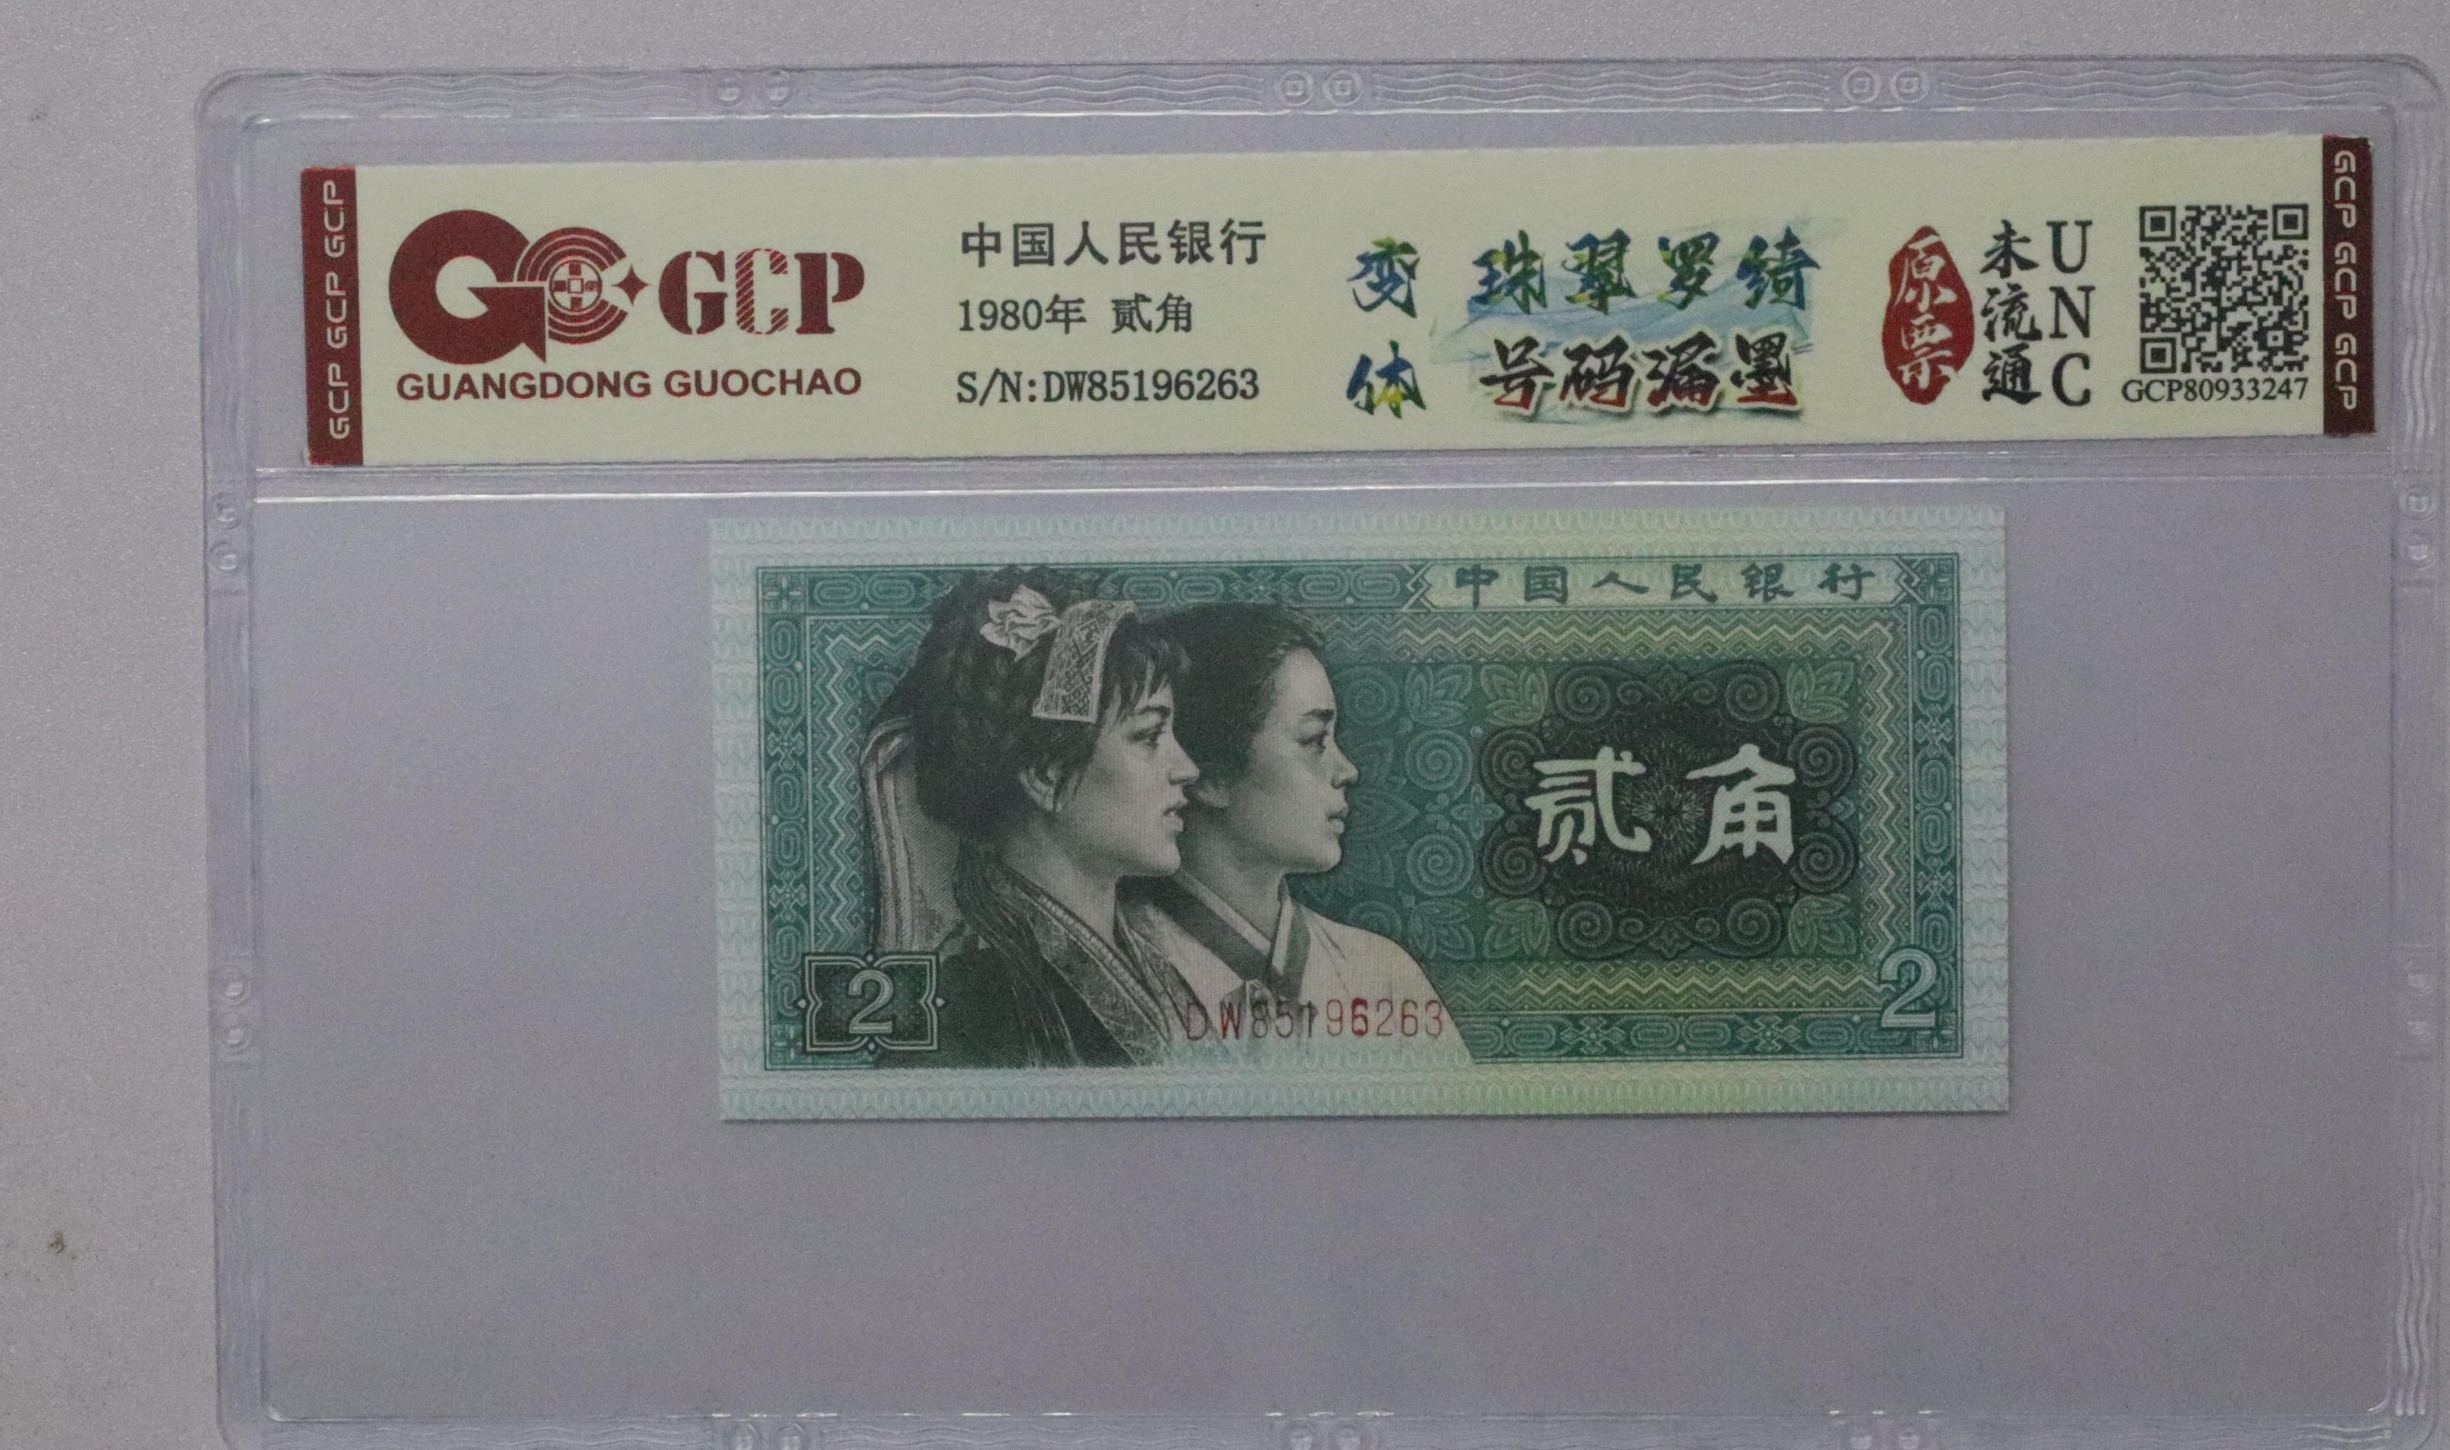 GCP GCP GCP
GCP
GUANGDONG GUOCHAO
中国人民银行
1980年 贰角
S/N:DW85196263
变体
珠翠罗绮
号码漏墨
原票
未流通
UNC
GCP80933247
GCP GCP GCP
中国人民银行
贰角
2
DW85196263
2